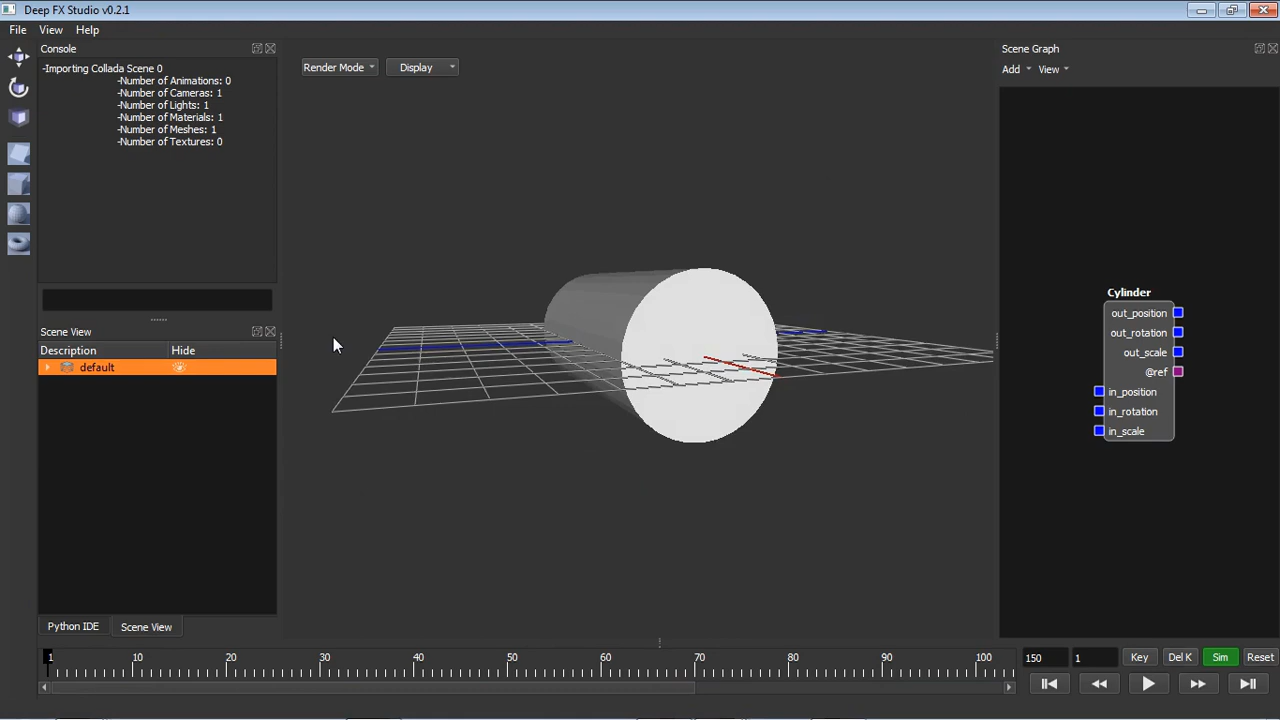 Deep FX Studio v0.2.1
File View Help
Console
-Importing Collada Scene 0
-Number of Animations: 0
-Number of Cameras: 1
-Number of Lights: 1
-Number of Materials: 1
-Number of Meshes: 1
-Number of Textures: 0
Scene View
Description Hide
default
Python IDE Scene View
Render Mode Display
Scene Graph
Add View
Cylinder
out_position
out_rotation
out_scale
@ref
in_position
in_rotation
in_scale
1 10 20 30 40 50 60 70 80 90 100
150 1 Key Del K Sim Reset